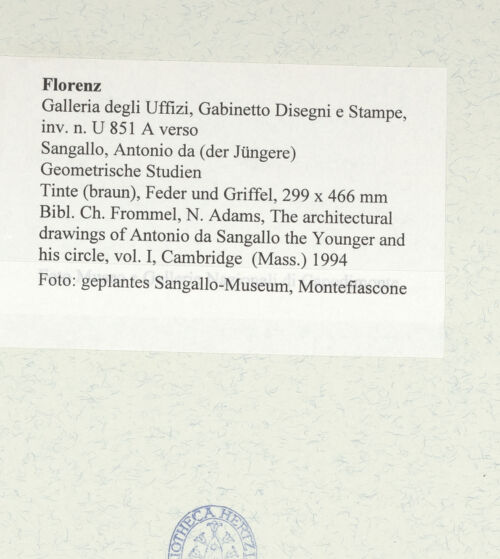 Florenz
Galleria degli Uffizi, Gabinetto Disegni e Stampe,
inv. n. U 851 A verso
Sangallo, Antonio da (der Jüngere)
Geometrische Studien
Tinte (braun), Feder und Griffel, 299 x 466 mm
Bibl. Ch. Frommel, N. Adams, The architectural
drawings of Antonio da Sangallo the Younger and
his circle, vol. I, Cambridge (Mass.) 1994
Foto: geplantes Sangallo-Museum, Montefiascone
IOTHECA HERTZI